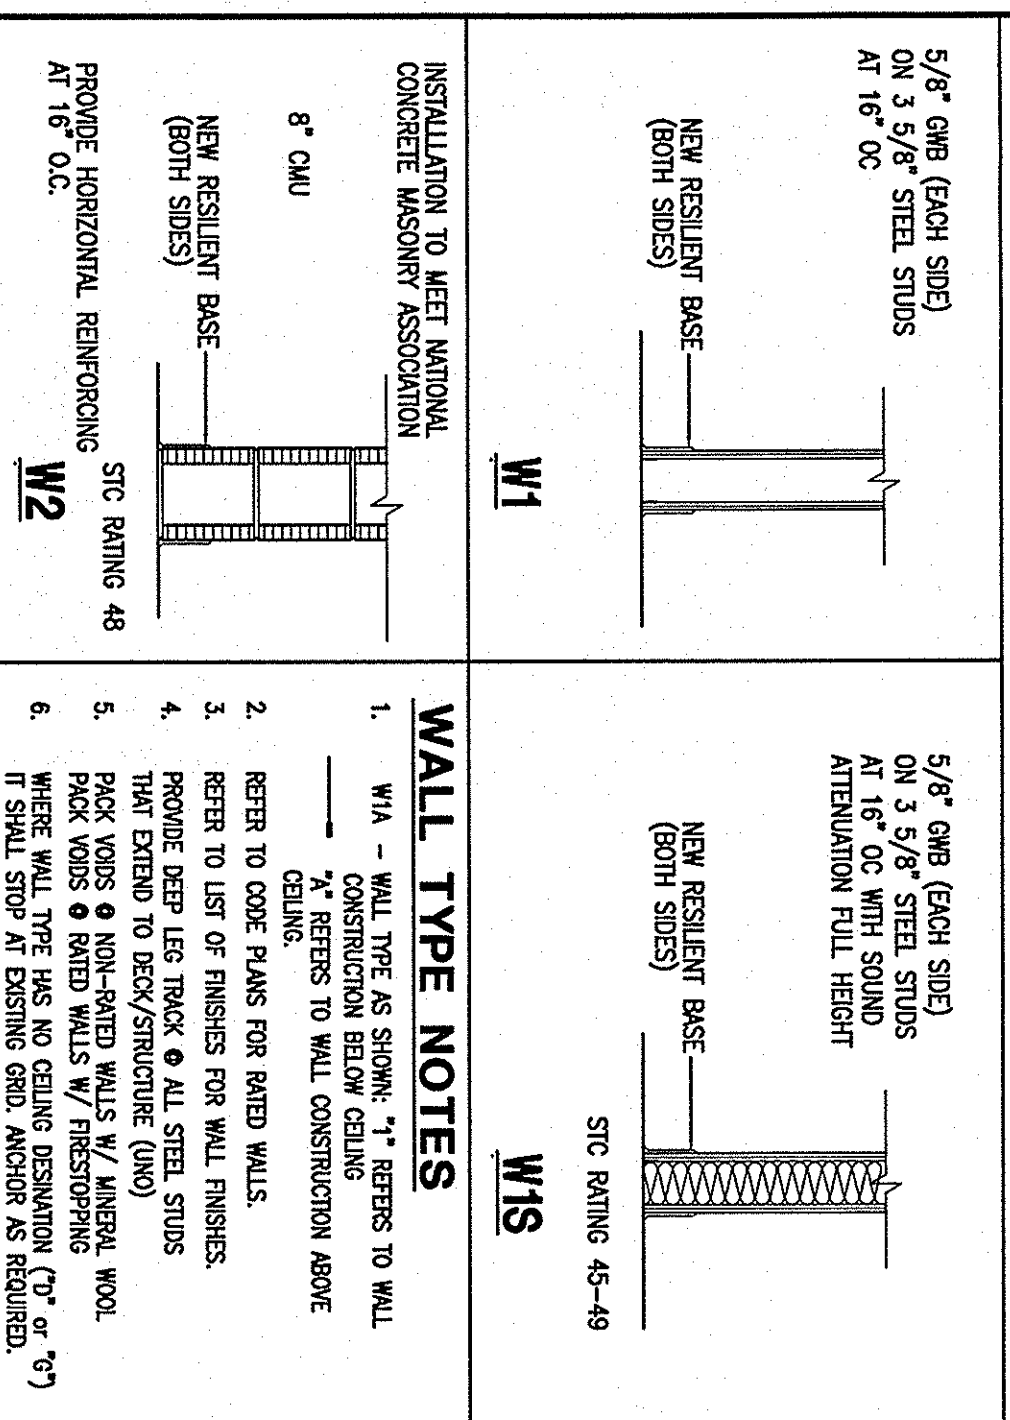 5/8" GWB (EACH SIDE)
ON 3 5/8" STEEL STUDS
AT 16" OC
NEW RESILIENT BASE
(BOTH SIDES)
W1
5/8" GWB (EACH SIDE)
ON 3 5/8" STEEL STUDS
AT 16" OC WITH SOUND
ATTENUATION FULL HEIGHT
NEW RESILIENT BASE
(BOTH SIDES)
STC RATING 45-49
W1S
INSTALLATION TO MEET NATIONAL
CONCRETE MASONRY ASSOCIATION
8" CMU
NEW RESILIENT BASE
(BOTH SIDES)
STC RATING 48
PROVIDE HORIZONTAL REINFORCING
AT 16" O.C.
W2
WALL TYPE NOTES
1. W1A - WALL TYPE AS SHOWN: "1" REFERS TO WALL
CONSTRUCTION BELOW CEILING
"A" REFERS TO WALL CONSTRUCTION ABOVE
CEILING.
2. REFER TO CODE PLANS FOR RATED WALLS.
3. REFER TO LIST OF FINISHES FOR WALL FINISHES.
4. PROVIDE DEEP LEG TRACK @ ALL STEEL STUDS
THAT EXTEND TO DECK/STRUCTURE (UNO)
5. PACK VOIDS @ NON-RATED WALLS W/ MINERAL WOOL
PACK VOIDS @ RATED WALLS W/ FIRESTOPPING
6. WHERE WALL TYPE HAS NO CEILING DESINATION ("D" or "G")
IT SHALL STOP AT EXISTING GRID. ANCHOR AS REQUIRED.